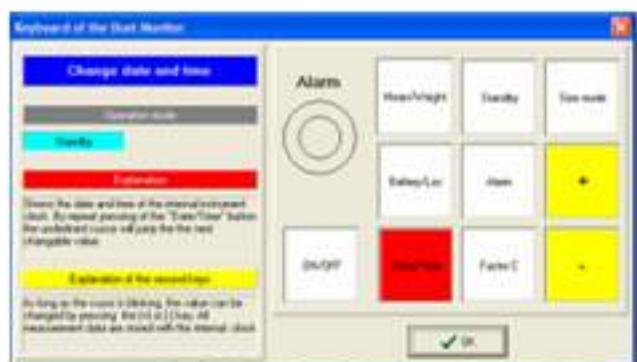 Keyboard of the Dust Monitor
Change date and time
Operation mode
Standby
Explanation
Shows the date and time of the internal instrument
clock. By repeat pressing of the "Date/Time" button
the underlined cursor will jump the the next
changable value.
Explanation of the second keys
As long as the cursor is blinking, the value can be
changed by pressing the [+] or [-] key. All
measurement data are stored with the internal clock
Alarm
Mean/Weight
Standby
Size mode
Battery/Loc
Alarm
+
ON/OFF
Date/Time
Factor C
-
OK